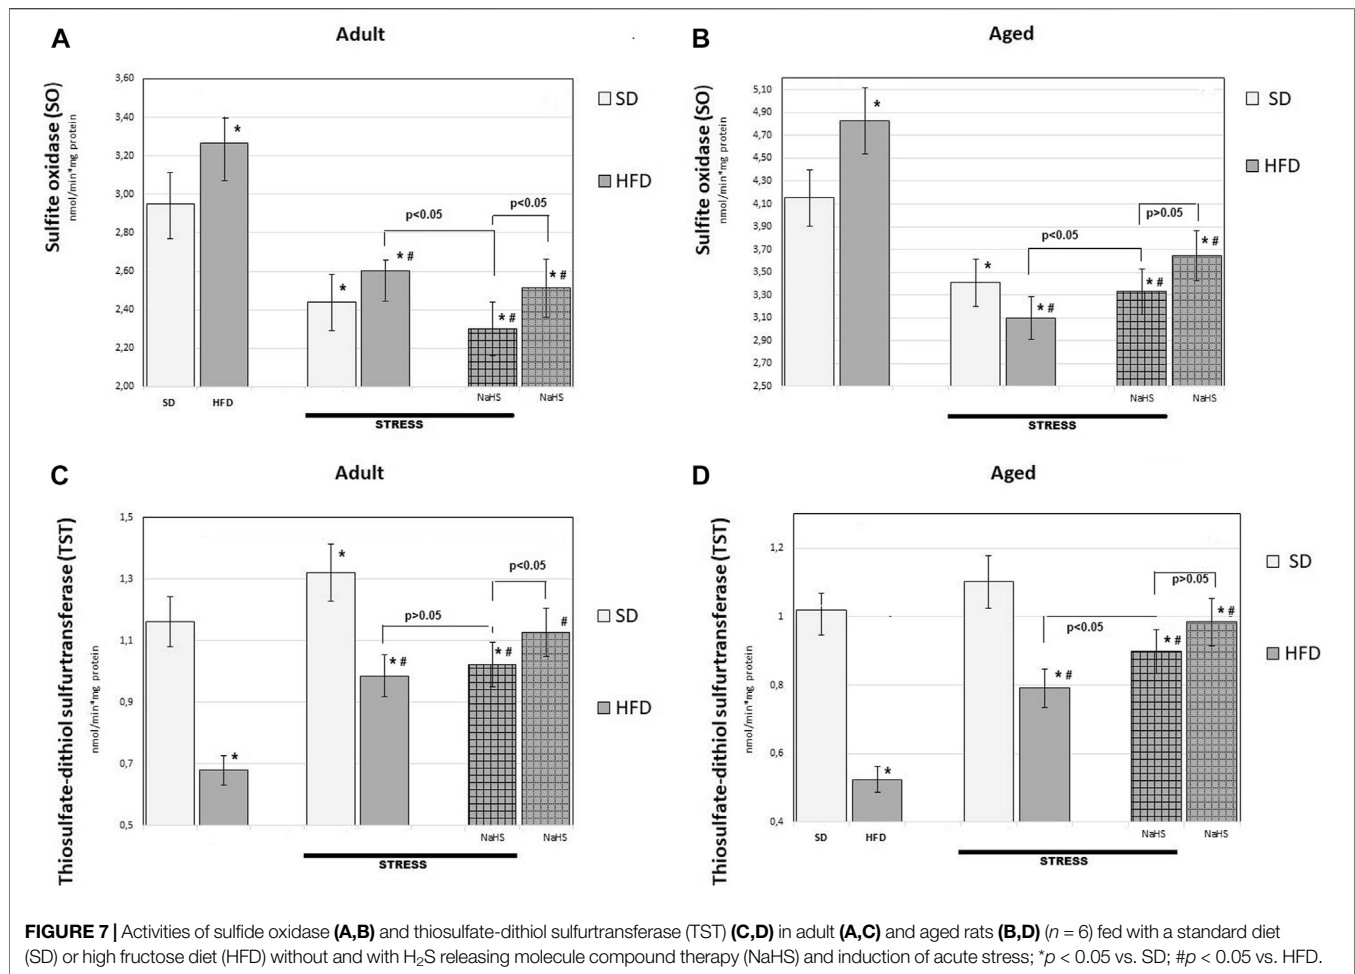 A
Adult
Sulfite oxidase (SO)
nmol/min*mg protein
3,60
3,40
3,20
3,00
2,80
2,60
2,40
2,20
2,00
*
*
* #
* #
* #
p<0.05
p<0.05
SD
HFD
SD
HFD
NaHS
NaHS
STRESS
B
Aged
Sulfite oxidase (SO)
nmol/min*mg protein
5,10
4,90
4,70
4,50
4,30
4,10
3,90
3,70
3,50
3,30
3,10
2,90
2,70
2,50
*
*
* #
* #
* #
p<0.05
p>0.05
SD
HFD
NaHS
NaHS
STRESS
C
Adult
Thiosulfate-dithiol sulfurtransferase (TST)
nmol/min*mg protein
1,5
1,3
1,1
0,9
0,7
0,5
*
*
* #
* #
#
p>0.05
p<0.05
SD
HFD
NaHS
NaHS
STRESS
D
Aged
Thiosulfate-dithiol sulfurtransferase (TST)
nmol/min*mg protein
1,2
1
0,8
0,6
0,4
*
* #
* #
* #
p<0.05
p>0.05
SD
HFD
SD
HFD
NaHS
NaHS
STRESS
FIGURE 7 | Activities of sulfide oxidase (A,B) and thiosulfate-dithiol sulfurtransferase (TST) (C,D) in adult (A,C) and aged rats (B,D) (n = 6) fed with a standard diet
(SD) or high fructose diet (HFD) without and with H₂S releasing molecule compound therapy (NaHS) and induction of acute stress; *p < 0.05 vs. SD; #p < 0.05 vs. HFD.